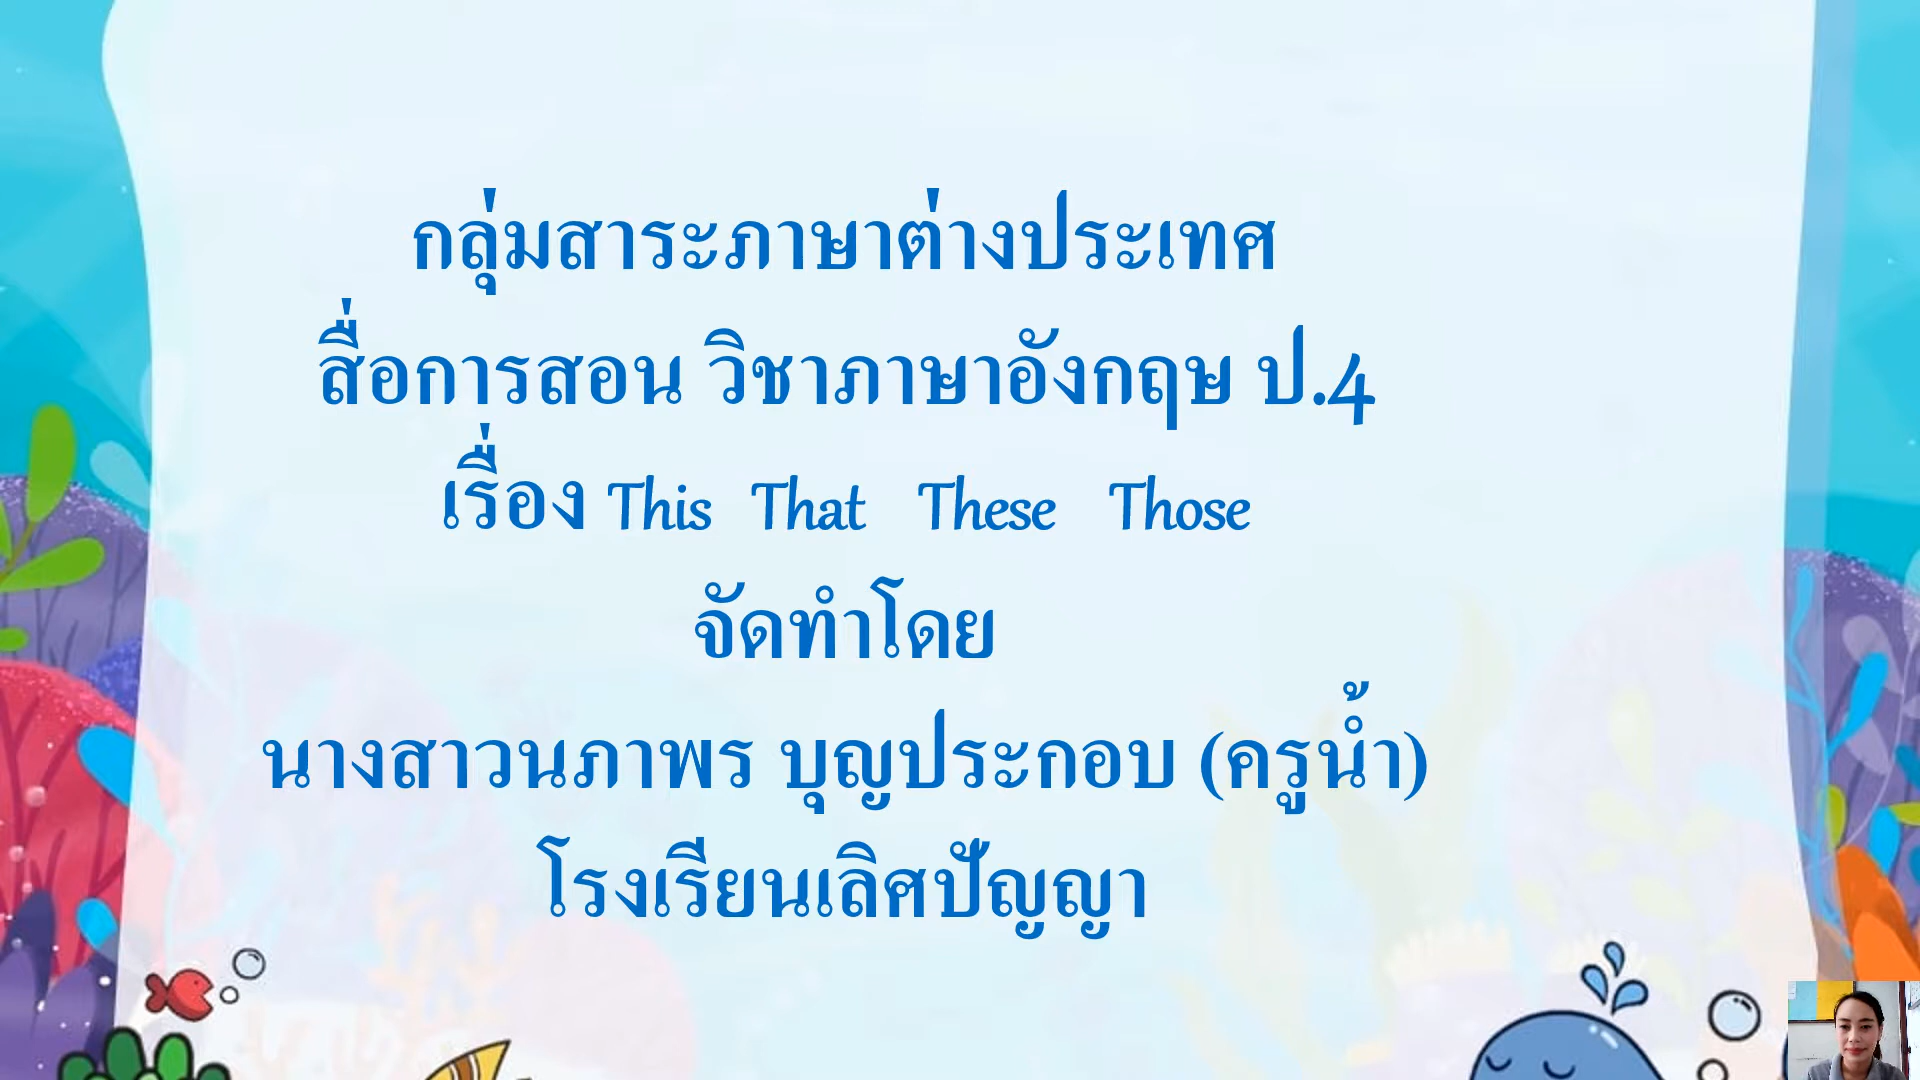 กลุ่มสาระภาษาต่างประเทศ
สื่อการสอน วิชาภาษาอังกฤษ ป.4
เรื่อง This That These Those
จัดทำโดย
นางสาวนภาพร บุญประกอบ (ครูน้ำ)
โรงเรียนเลิศปัญญา